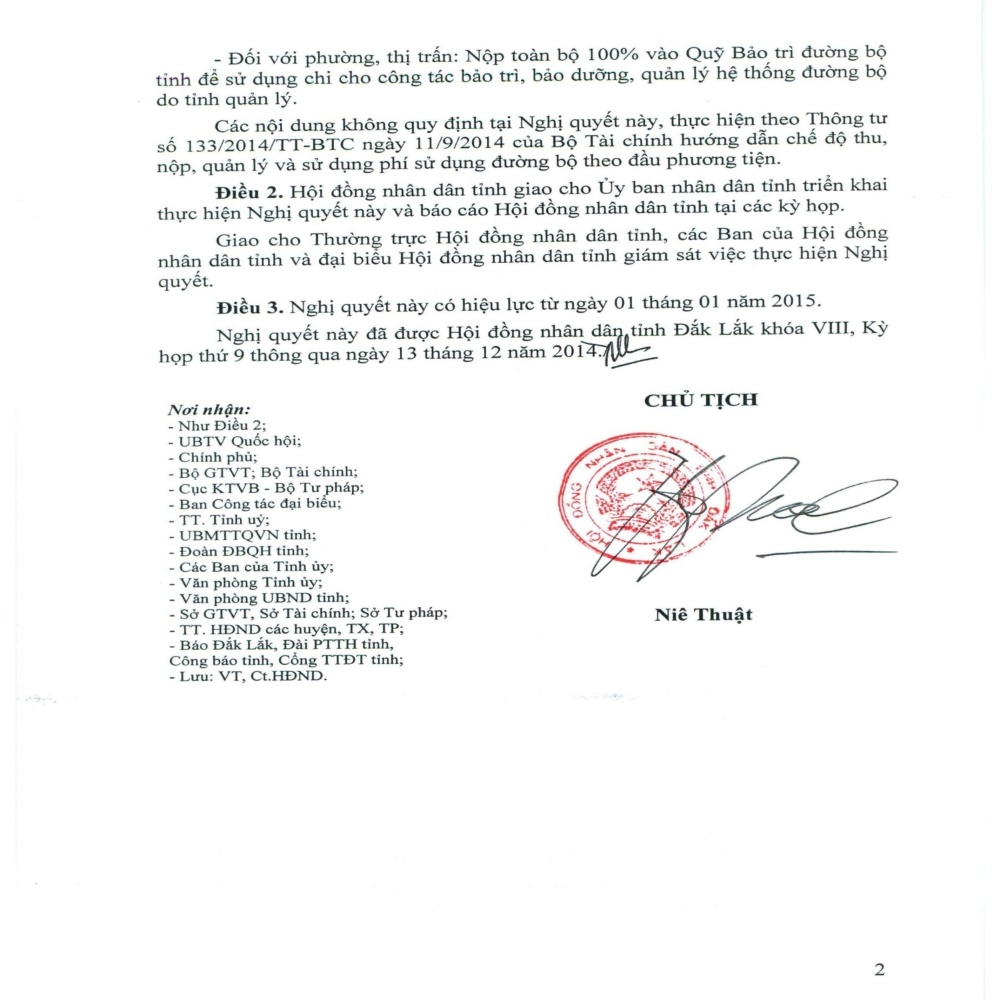 - Đối với phường, thị trấn: Nộp toàn bộ 100% vào Quỹ Bảo trì đường bộ
tỉnh để sử dụng chi cho công tác bảo trì, bảo dưỡng, quản lý hệ thống đường bộ
do tỉnh quản lý.
Các nội dung không quy định tại Nghị quyết này, thực hiện theo Thông tư
số 133/2014/TT-BTC ngày 11/9/2014 của Bộ Tài chính hướng dẫn chế độ thu,
nộp, quản lý và sử dụng phí sử dụng đường bộ theo đầu phương tiện.
Điều 2. Hội đồng nhân dân tỉnh giao cho Ủy ban nhân dân tỉnh triển khai
thực hiện Nghị quyết này và báo cáo Hội đồng nhân dân tỉnh tại các kỳ họp.
Giao cho Thường trực Hội đồng nhân dân tỉnh, các Ban của Hội đồng
nhân dân tỉnh và đại biểu Hội đồng nhân dân tỉnh giám sát việc thực hiện Nghị
quyết.
Điều 3. Nghị quyết này có hiệu lực từ ngày 01 tháng 01 năm 2015.
Nghị quyết này đã được Hội đồng nhân dân tỉnh Đắk Lắk khóa VIII, Kỳ
họp thứ 9 thông qua ngày 13 tháng 12 năm 2014.
Nơi nhận:
- Như Điều 2;
- UBTV Quốc hội;
- Chính phủ;
- Bộ GTVT; Bộ Tài chính;
- Cục KTVB - Bộ Tư pháp;
- Ban Công tác đại biểu;
- TT. Tỉnh uỷ;
- UBMTTQVN tỉnh;
- Đoàn ĐBQH tỉnh;
- Các Ban của Tỉnh ủy;
- Văn phòng Tỉnh ủy;
- Văn phòng UBND tỉnh;
- Sở GTVT, Sở Tài chính; Sở Tư pháp;
- TT. HĐND các huyện, TX, TP;
- Báo Đắk Lắk, Đài PTTH tỉnh,
Công báo tỉnh, Cổng TTĐT tỉnh;
- Lưu: VT, Ct.HĐND.
CHỦ TỊCH
HỘI ĐỒNG NHÂN DÂN TỈNH ĐẮK LẮK
Niê Thuật
2